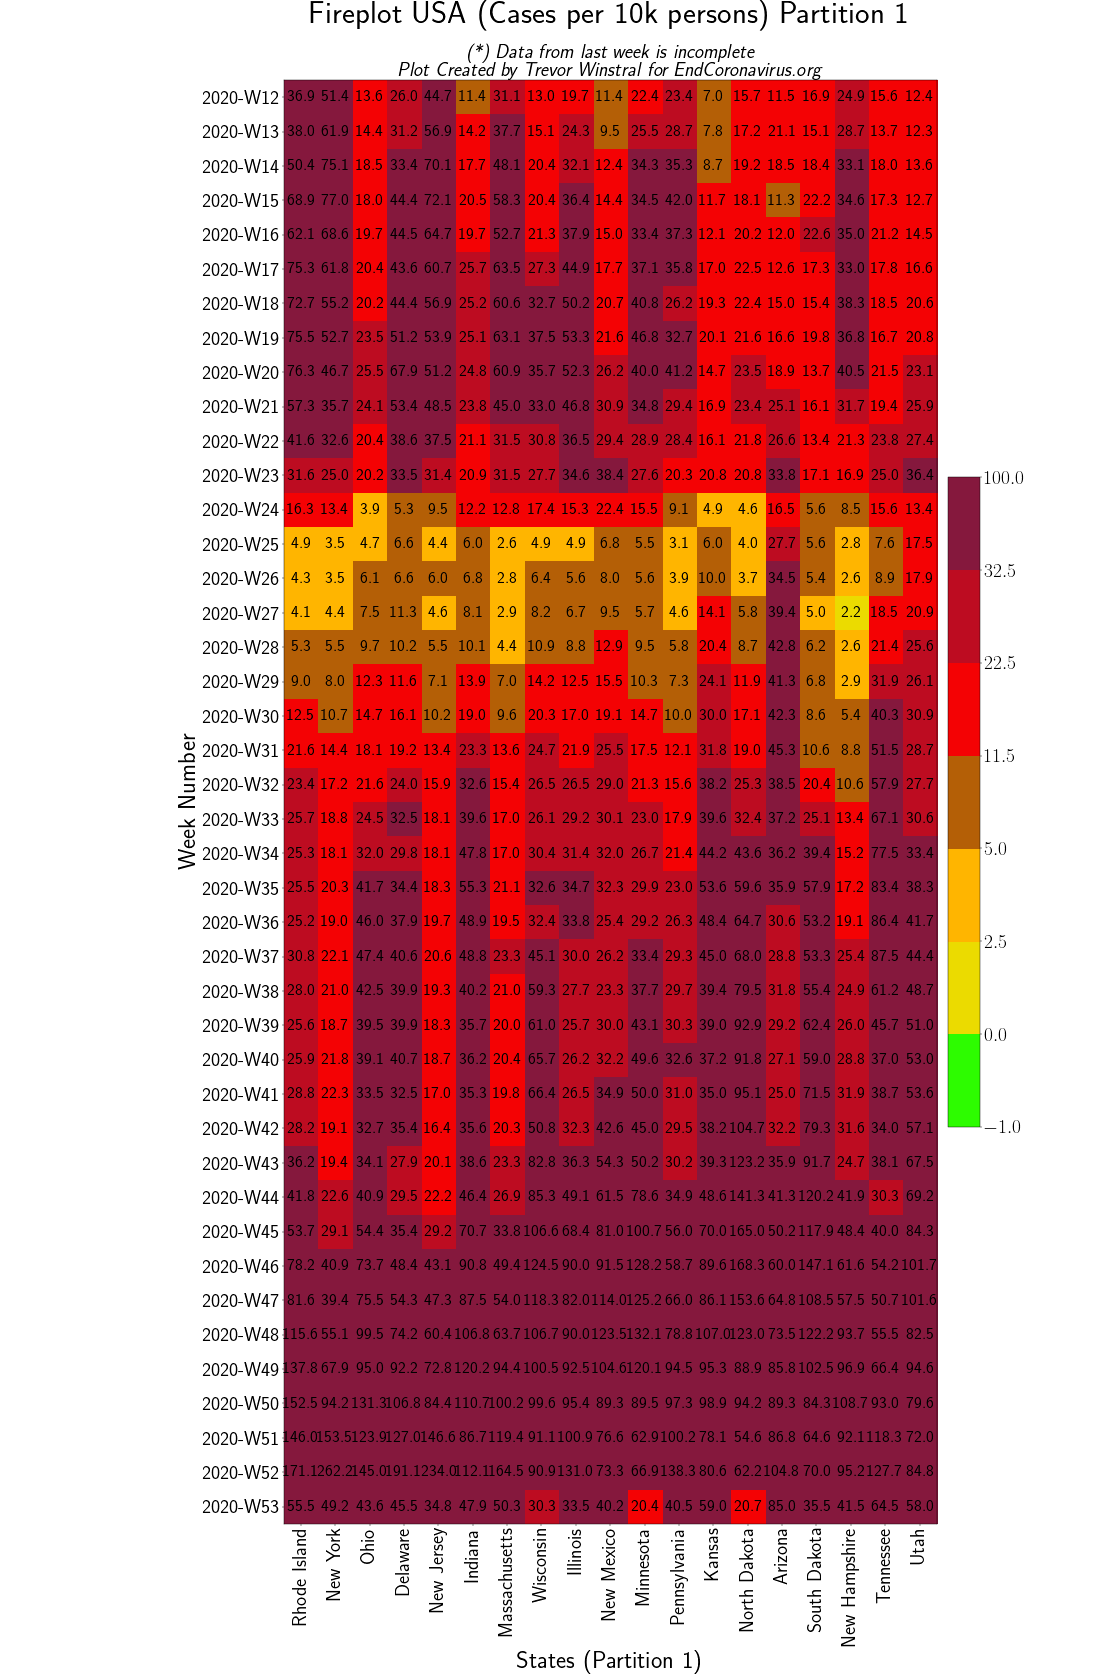 Fireplot USA (Cases per 10k persons) Partition 1
(*) Data from last week is incomplete
Plot Created by Trevor Winstral for EndCoronavirus.org
2020-W12 36.9 51.4 13.6 26.0 44.7 11.4 31.1 13.0 19.7 11.4 22.4 23.4 7.0 15.7 11.5 16.9 24.9 15.6 12.4
2020-W13 38.0 61.9 14.4 31.2 56.9 14.2 37.7 15.1 24.3 9.5 25.5 28.7 7.8 17.2 21.1 15.1 28.7 13.7 12.3
2020-W14 50.4 75.1 18.5 33.4 70.1 17.7 48.1 20.4 32.1 12.4 34.3 35.3 8.7 19.2 18.5 18.4 33.1 18.0 13.6
2020-W15 68.9 77.0 18.0 44.4 72.1 20.5 58.3 20.4 36.4 14.4 34.5 42.0 11.7 18.1 11.3 22.2 34.6 17.3 12.7
2020-W16 62.1 68.6 19.7 44.5 64.7 19.7 52.7 21.3 37.9 15.0 33.4 37.3 12.1 20.2 12.0 22.6 35.0 21.2 14.5
2020-W17 75.3 61.8 20.4 43.6 60.7 25.7 63.5 27.3 44.9 17.7 37.1 35.8 17.0 22.5 12.6 17.3 33.0 17.8 16.6
2020-W18 72.7 55.2 20.2 44.4 56.9 25.2 60.6 32.7 50.2 20.7 40.8 26.2 19.3 22.4 15.0 15.4 38.3 18.5 20.6
2020-W19 75.5 52.7 23.5 51.2 53.9 25.1 63.1 37.5 53.3 21.6 46.8 32.7 20.1 21.6 16.6 19.8 36.8 16.7 20.8
2020-W20 76.3 46.7 25.5 67.9 51.2 24.8 60.9 35.7 52.3 26.2 40.0 41.2 14.7 23.5 18.9 13.7 40.5 21.5 23.1
2020-W21 57.3 35.7 24.1 53.4 48.5 23.8 45.0 33.0 46.8 30.9 34.8 29.4 16.9 23.4 25.1 16.1 31.7 19.4 25.9
2020-W22 41.6 32.6 20.4 38.6 37.5 21.1 31.5 30.8 36.5 29.4 28.9 28.4 16.1 21.8 26.6 13.4 21.3 23.8 27.4
2020-W23 31.6 25.0 20.2 33.5 31.4 20.9 31.5 27.7 34.6 38.4 27.6 20.3 20.8 20.8 33.8 17.1 16.9 25.0 36.4
100.0
2020-W24 16.3 13.4 3.9 5.3 9.5 12.2 12.8 17.4 15.3 22.4 15.5 9.1 4.9 4.6 16.5 5.6 8.5 15.6 13.4
2020-W25 4.9 3.5 4.7 6.6 4.4 6.0 2.6 4.9 4.9 6.8 5.5 3.1 6.0 4.0 27.7 5.6 2.8 7.6 17.5
32.5
2020-W26 4.3 3.5 6.1 6.6 6.0 6.8 2.8 6.4 5.6 8.0 5.6 3.9 10.0 3.7 34.5 5.4 2.6 8.9 17.9
2020-W27 4.1 4.4 7.5 11.3 4.6 8.1 2.9 8.2 6.7 9.5 5.7 4.6 14.1 5.8 39.4 5.0 2.2 18.5 20.9
2020-W28 5.3 5.5 9.7 10.2 5.5 10.1 4.4 10.9 8.8 12.9 9.5 5.8 20.4 8.7 42.8 6.2 2.6 21.4 25.6
22.5
2020-W29 9.0 8.0 12.3 11.6 7.1 13.9 7.0 14.2 12.5 15.5 10.3 7.3 24.1 11.9 41.3 6.8 2.9 31.9 26.1
2020-W30 12.5 10.7 14.7 16.1 10.2 19.0 9.6 20.3 17.0 19.1 14.7 10.0 30.0 17.1 42.3 8.6 5.4 40.3 30.9
2020-W31 21.6 14.4 18.1 19.2 13.4 23.3 13.6 24.7 21.9 25.5 17.5 12.1 31.8 19.0 45.3 10.6 8.8 51.5 28.7
11.5
2020-W32 23.4 17.2 21.6 24.0 15.9 32.6 15.4 26.5 26.5 29.0 21.3 15.6 38.2 25.3 38.5 20.4 10.6 57.9 27.7
Week Number
2020-W33 25.7 18.8 24.5 32.5 18.1 39.6 17.0 26.1 29.2 30.1 23.0 17.9 39.6 32.4 37.2 25.1 13.4 67.1 30.6
2020-W34 25.3 18.1 32.0 29.8 18.1 47.8 17.0 30.4 31.4 32.0 26.7 21.4 44.2 43.6 36.2 39.4 15.2 77.5 33.4
5.0
2020-W35 25.5 20.3 41.7 34.4 18.3 55.3 21.1 32.6 34.7 32.3 29.9 23.0 53.6 59.6 35.9 57.9 17.2 83.4 38.3
2020-W36 25.2 19.0 46.0 37.9 19.7 48.9 19.5 32.4 33.8 25.4 29.2 26.3 48.4 64.7 30.6 53.2 19.1 86.4 41.7
2.5
2020-W37 30.8 22.1 47.4 40.6 20.6 48.8 23.3 45.1 30.0 26.2 33.4 29.3 45.0 68.0 28.8 53.3 25.4 87.5 44.4
2020-W38 28.0 21.0 42.5 39.9 19.3 40.2 21.0 59.3 27.7 23.3 37.7 29.7 39.4 79.5 31.8 55.4 24.9 61.2 48.7
2020-W39 25.6 18.7 39.5 39.9 18.3 35.7 20.0 61.0 25.7 30.0 43.1 30.3 39.0 92.9 29.2 62.4 26.0 45.7 51.0
0.0
2020-W40 25.9 21.8 39.1 40.7 18.7 36.2 20.4 65.7 26.2 32.2 49.6 32.6 37.2 91.8 27.1 59.0 28.8 37.0 53.0
2020-W41 28.8 22.3 33.5 32.5 17.0 35.3 19.8 66.4 26.5 34.9 50.0 31.0 35.0 95.1 25.0 71.5 31.9 38.7 53.6
2020-W42 28.2 19.1 32.7 35.4 16.4 35.6 20.3 50.8 32.3 42.6 45.0 29.5 38.2 104.7 32.2 79.3 31.6 34.0 57.1
−1.0
2020-W43 36.2 19.4 34.1 27.9 20.1 38.6 23.3 82.8 36.3 54.3 50.2 30.2 39.3 123.2 35.9 91.7 24.7 38.1 67.5
2020-W44 41.8 22.6 40.9 29.5 22.2 46.4 26.9 85.3 49.1 61.5 78.6 34.9 48.6 141.3 41.3 120.2 41.9 30.3 69.2
2020-W45 53.7 29.1 54.4 35.4 29.2 70.7 33.8 106.6 68.4 81.0 100.7 56.0 70.0 165.0 50.2 117.9 48.4 40.0 84.3
2020-W46 78.2 40.9 73.7 48.4 43.1 90.8 49.4 124.5 90.0 91.5 128.2 58.7 89.6 168.3 60.0 147.1 61.6 54.2 101.7
2020-W47 81.6 39.4 75.5 54.3 47.3 87.5 54.0 118.3 82.0 114.0 125.2 66.0 86.1 153.6 64.8 108.5 57.5 50.7 101.6
2020-W48 115.6 55.1 99.5 74.2 60.4 106.8 63.7 106.7 90.0 123.5 132.1 78.8 107.0 123.0 73.5 122.2 93.7 55.5 82.5
2020-W49 137.8 67.9 95.0 92.2 72.8 120.2 94.4 100.5 92.5 104.6 120.1 94.5 95.3 88.9 85.8 102.5 96.9 66.4 94.6
2020-W50 152.5 94.2 131.3 106.8 84.4 110.7 100.2 99.6 95.4 89.3 89.5 97.3 98.9 94.2 89.3 84.3 108.7 93.0 79.6
2020-W51 146.0 153.5 123.9 127.0 146.6 86.7 119.4 91.1 100.9 76.6 62.9 100.2 78.1 54.6 86.8 64.6 92.1 118.3 72.0
2020-W52 171.1 262.2 145.0 191.1 234.0 112.1 164.5 90.9 131.0 73.3 66.9 138.3 80.6 62.2 104.8 70.0 95.2 127.7 84.8
2020-W53 55.5 49.2 43.6 45.5 34.8 47.9 50.3 30.3 33.5 40.2 20.4 40.5 59.0 20.7 85.0 35.5 41.5 64.5 58.0
Rhode Island
New York
Ohio
Delaware
New Jersey
Indiana
Massachusetts
Wisconsin
Illinois
New Mexico
Minnesota
Pennsylvania
Kansas
North Dakota
Arizona
South Dakota
New Hampshire
Tennessee
Utah
States (Partition 1)